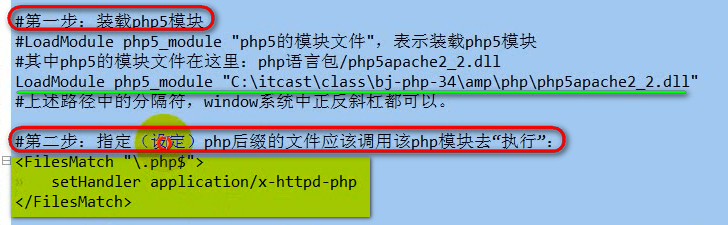 #第一步：装载php5模块
#LoadModule php5_module "php5的模块文件"，表示装载php5模块
#其中php5的模块文件在这里：php语言包/php5apache2_2.dll
LoadModule php5_module "C:\itcast\class\bj-php-34\amp\php\php5apache2_2.dll"
#上述路径中的分隔符，window系统中正反斜杠都可以。
#第二步：指定（设定）php后缀的文件应该调用该php模块去“执行”：
<FilesMatch "\.php$">
setHandler application/x-httpd-php
</FilesMatch>